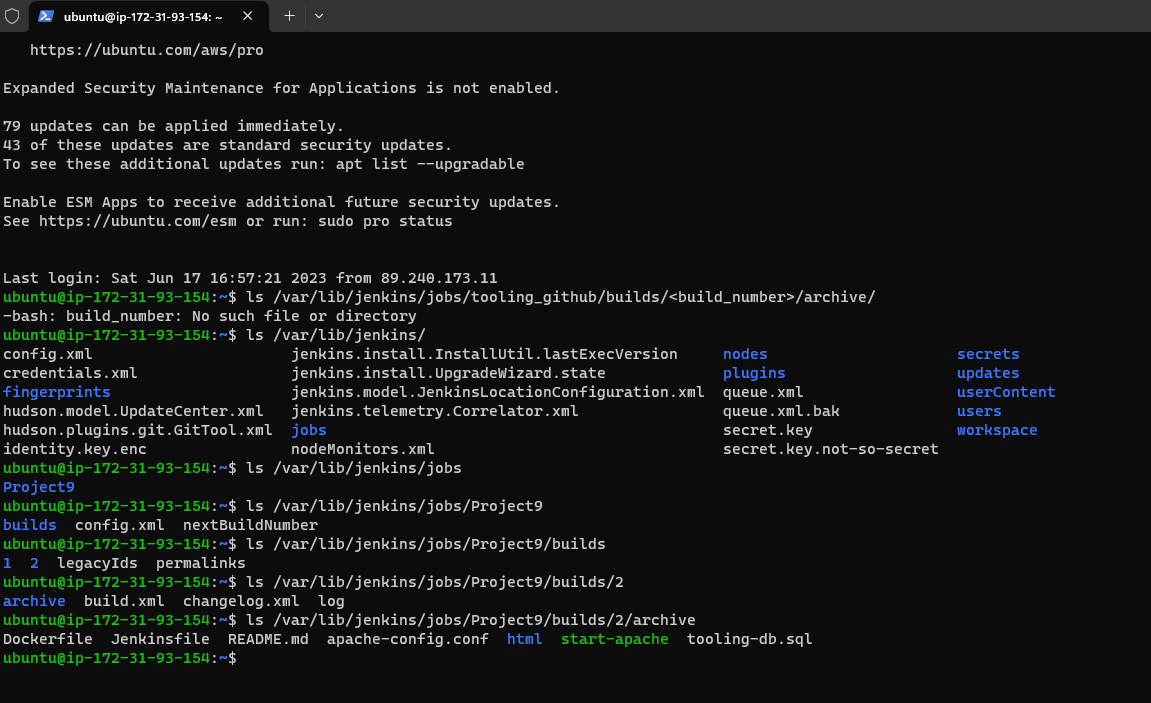 ubuntu@ip-172-31-93-154: ~
https://ubuntu.com/aws/pro
Expanded Security Maintenance for Applications is not enabled.
79 updates can be applied immediately.
43 of these updates are standard security updates.
To see these additional updates run: apt list --upgradable
Enable ESM Apps to receive additional future security updates.
See https://ubuntu.com/esm or run: sudo pro status
Last login: Sat Jun 17 16:57:21 2023 from 89.240.173.11
ubuntu@ip-172-31-93-154:~$ ls /var/lib/jenkins/jobs/tooling_github/builds/<build_number>/archive/
-bash: build_number: No such file or directory
ubuntu@ip-172-31-93-154:~$ ls /var/lib/jenkins/
config.xml jenkins.install.InstallUtil.lastExecVersion nodes secrets
credentials.xml jenkins.install.UpgradeWizard.state plugins updates
fingerprints jenkins.model.JenkinsLocationConfiguration.xml queue.xml userContent
hudson.model.UpdateCenter.xml jenkins.telemetry.Correlator.xml queue.xml.bak users
hudson.plugins.git.GitTool.xml jobs secret.key workspace
identity.key.enc nodeMonitors.xml secret.key.not-so-secret
ubuntu@ip-172-31-93-154:~$ ls /var/lib/jenkins/jobs
Project9
ubuntu@ip-172-31-93-154:~$ ls /var/lib/jenkins/jobs/Project9
builds config.xml nextBuildNumber
ubuntu@ip-172-31-93-154:~$ ls /var/lib/jenkins/jobs/Project9/builds
1 2 legacyIds permalinks
ubuntu@ip-172-31-93-154:~$ ls /var/lib/jenkins/jobs/Project9/builds/2
archive build.xml changelog.xml log
ubuntu@ip-172-31-93-154:~$ ls /var/lib/jenkins/jobs/Project9/builds/2/archive
Dockerfile Jenkinsfile README.md apache-config.conf html start-apache tooling-db.sql
ubuntu@ip-172-31-93-154:~$